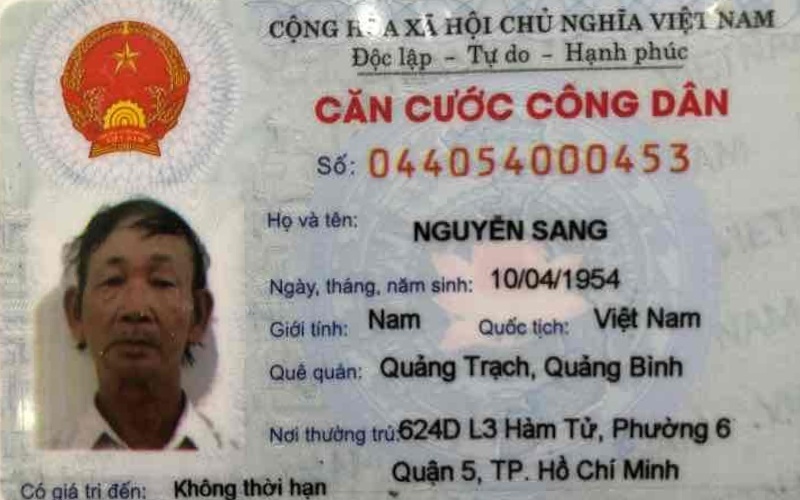 CỘNG HÒA XÃ HỘI CHỦ NGHĨA VIỆT NAM
Độc lập - Tự do - Hạnh phúc
CĂN CƯỚC CÔNG DÂN
Số: 044054000453
Họ và tên: NGUYỄN SANG
Ngày, tháng, năm sinh: 10/04/1954
Giới tính: Nam Quốc tịch: Việt Nam
Quê quán: Quảng Trạch, Quảng Bình
Nơi thường trú: 624D L3 Hàm Tử, Phường 6
Quận 5, TP. Hồ Chí Minh
Có giá trị đến: Không thời hạn